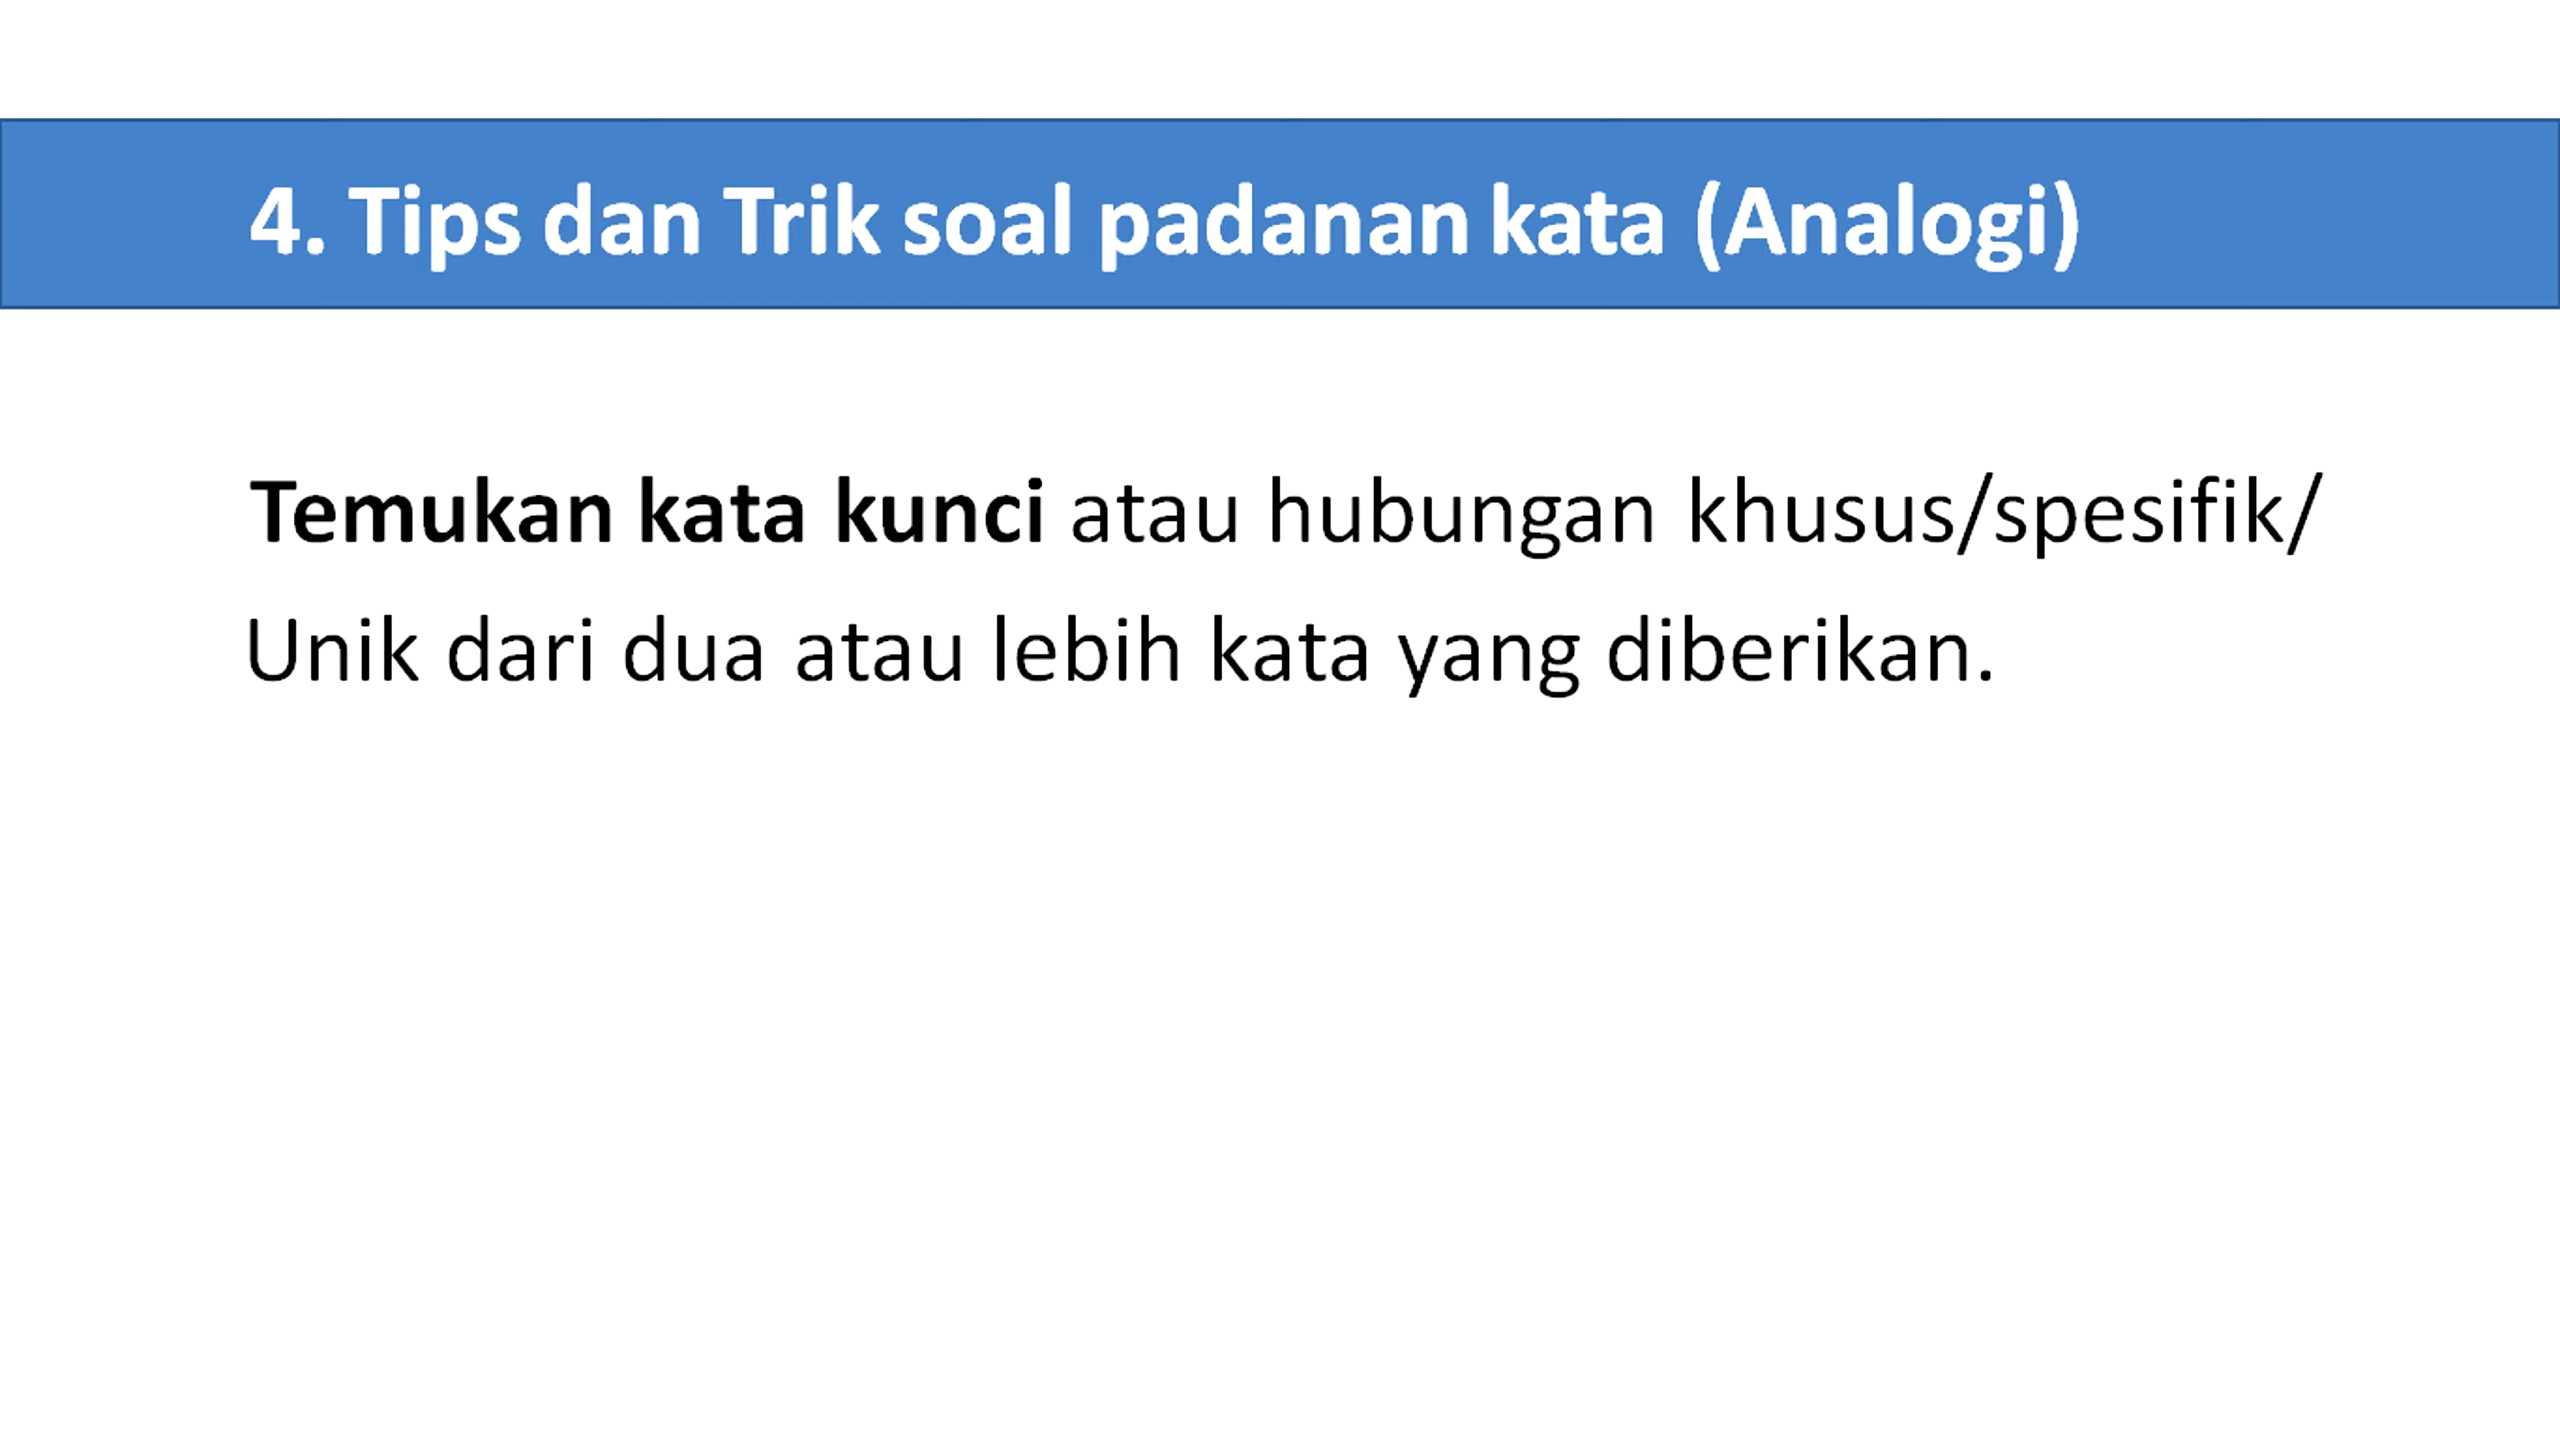 4. Tips dan Trik soal padanan kata (Analogi)
Temukan kata kunci atau hubungan khusus/spesifik/
Unik dari dua atau lebih kata yang diberikan.